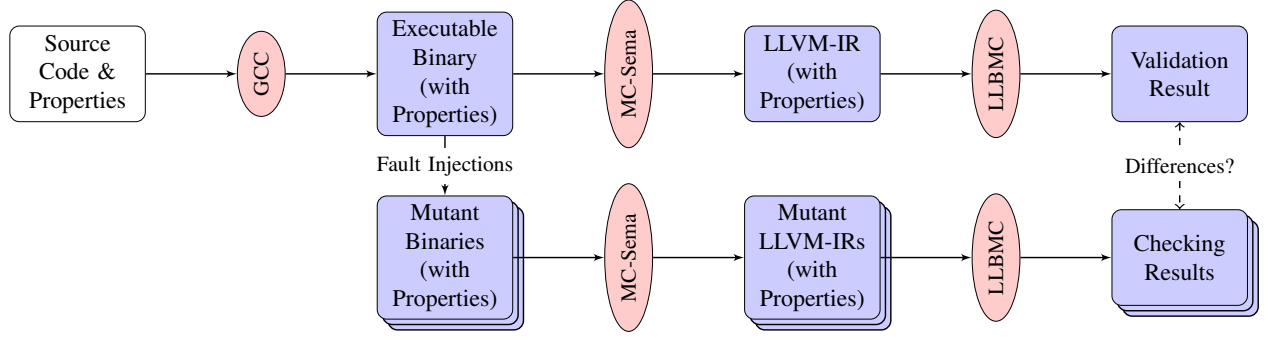 Source
Code &
Properties
GCC
Executable
Binary
(with
Properties)
MC-Sema
LLVM-IR
(with
Properties)
LLBMC
Validation
Result
Fault Injections
Differences?
Mutant
Binaries
(with
Properties)
MC-Sema
Mutant
LLVM-IRs
(with
Properties)
LLBMC
Checking
Results